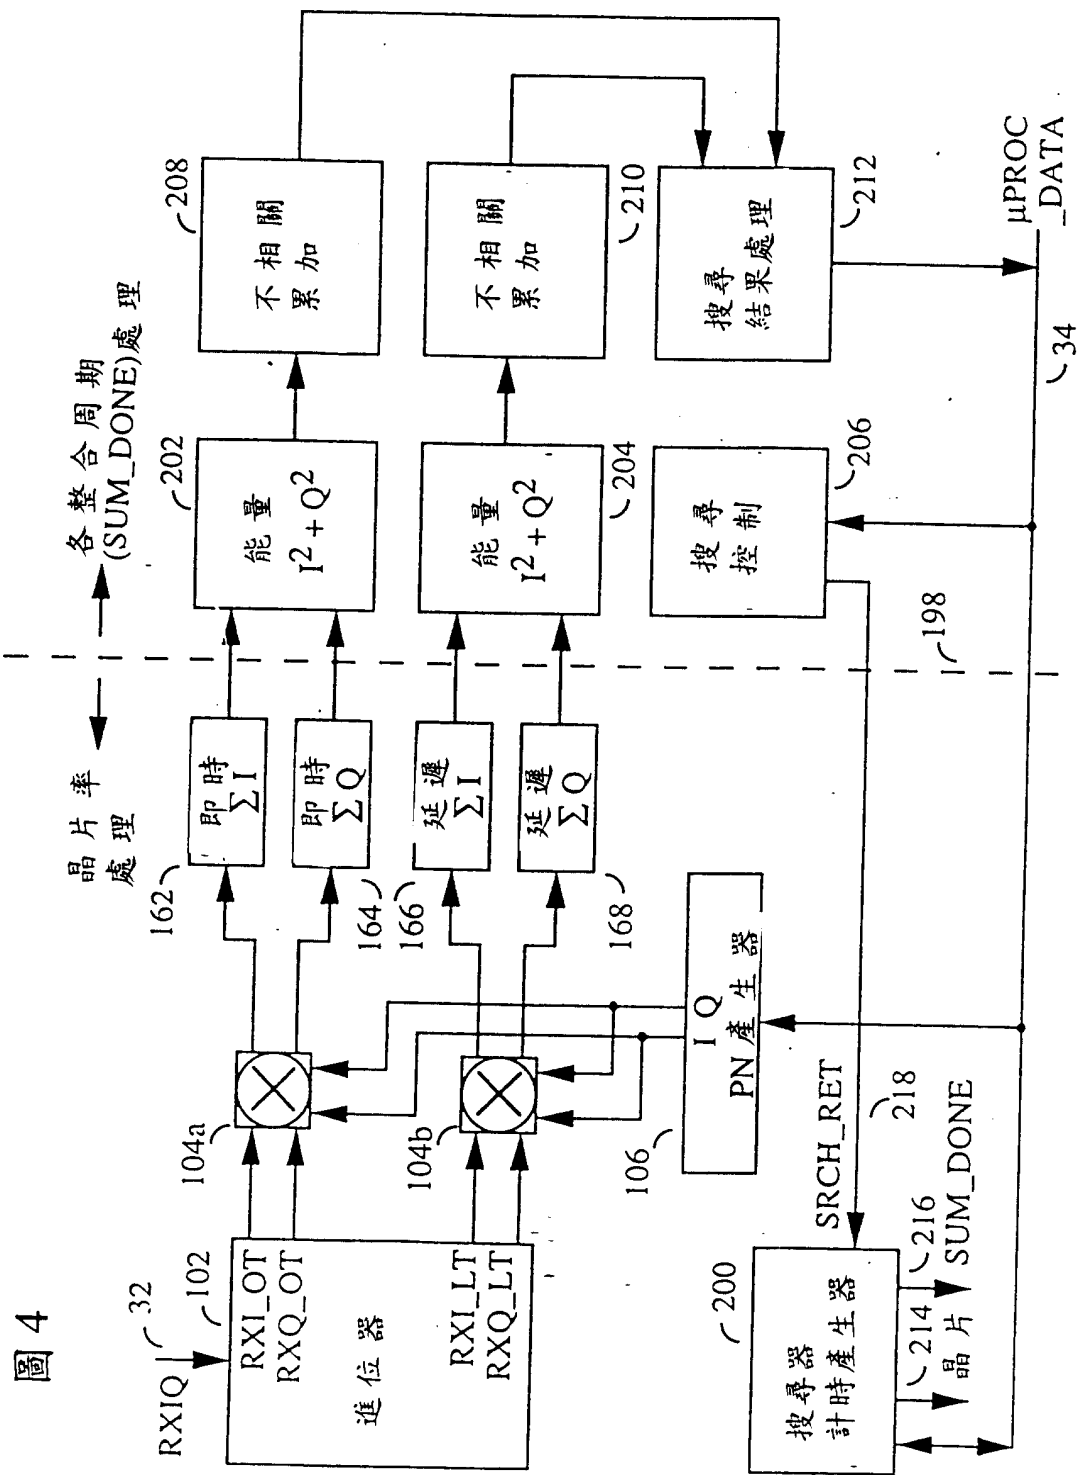 圖 4
晶片率
處理
各整合周期
(SUM_DONE)處理
RXIQ
32
102
RXI_OT
RXQ_OT
進位器
RXI_LT
RXQ_LT
104a
104b
162
即時
ΣI
即時
ΣQ
164
166
延遲
ΣI
延遲
ΣQ
168
202
能量
I²+Q²
能量
I²+Q²
204
208
不相關
累加
不相關
累加
210
搜尋
結果處理
212
搜尋
控制
206
106
I Q
PN產生器
198
SRCH_RET
218
200
搜尋器
計時產生器
214
晶片
216
SUM_DONE
34
μPROC
_DATA